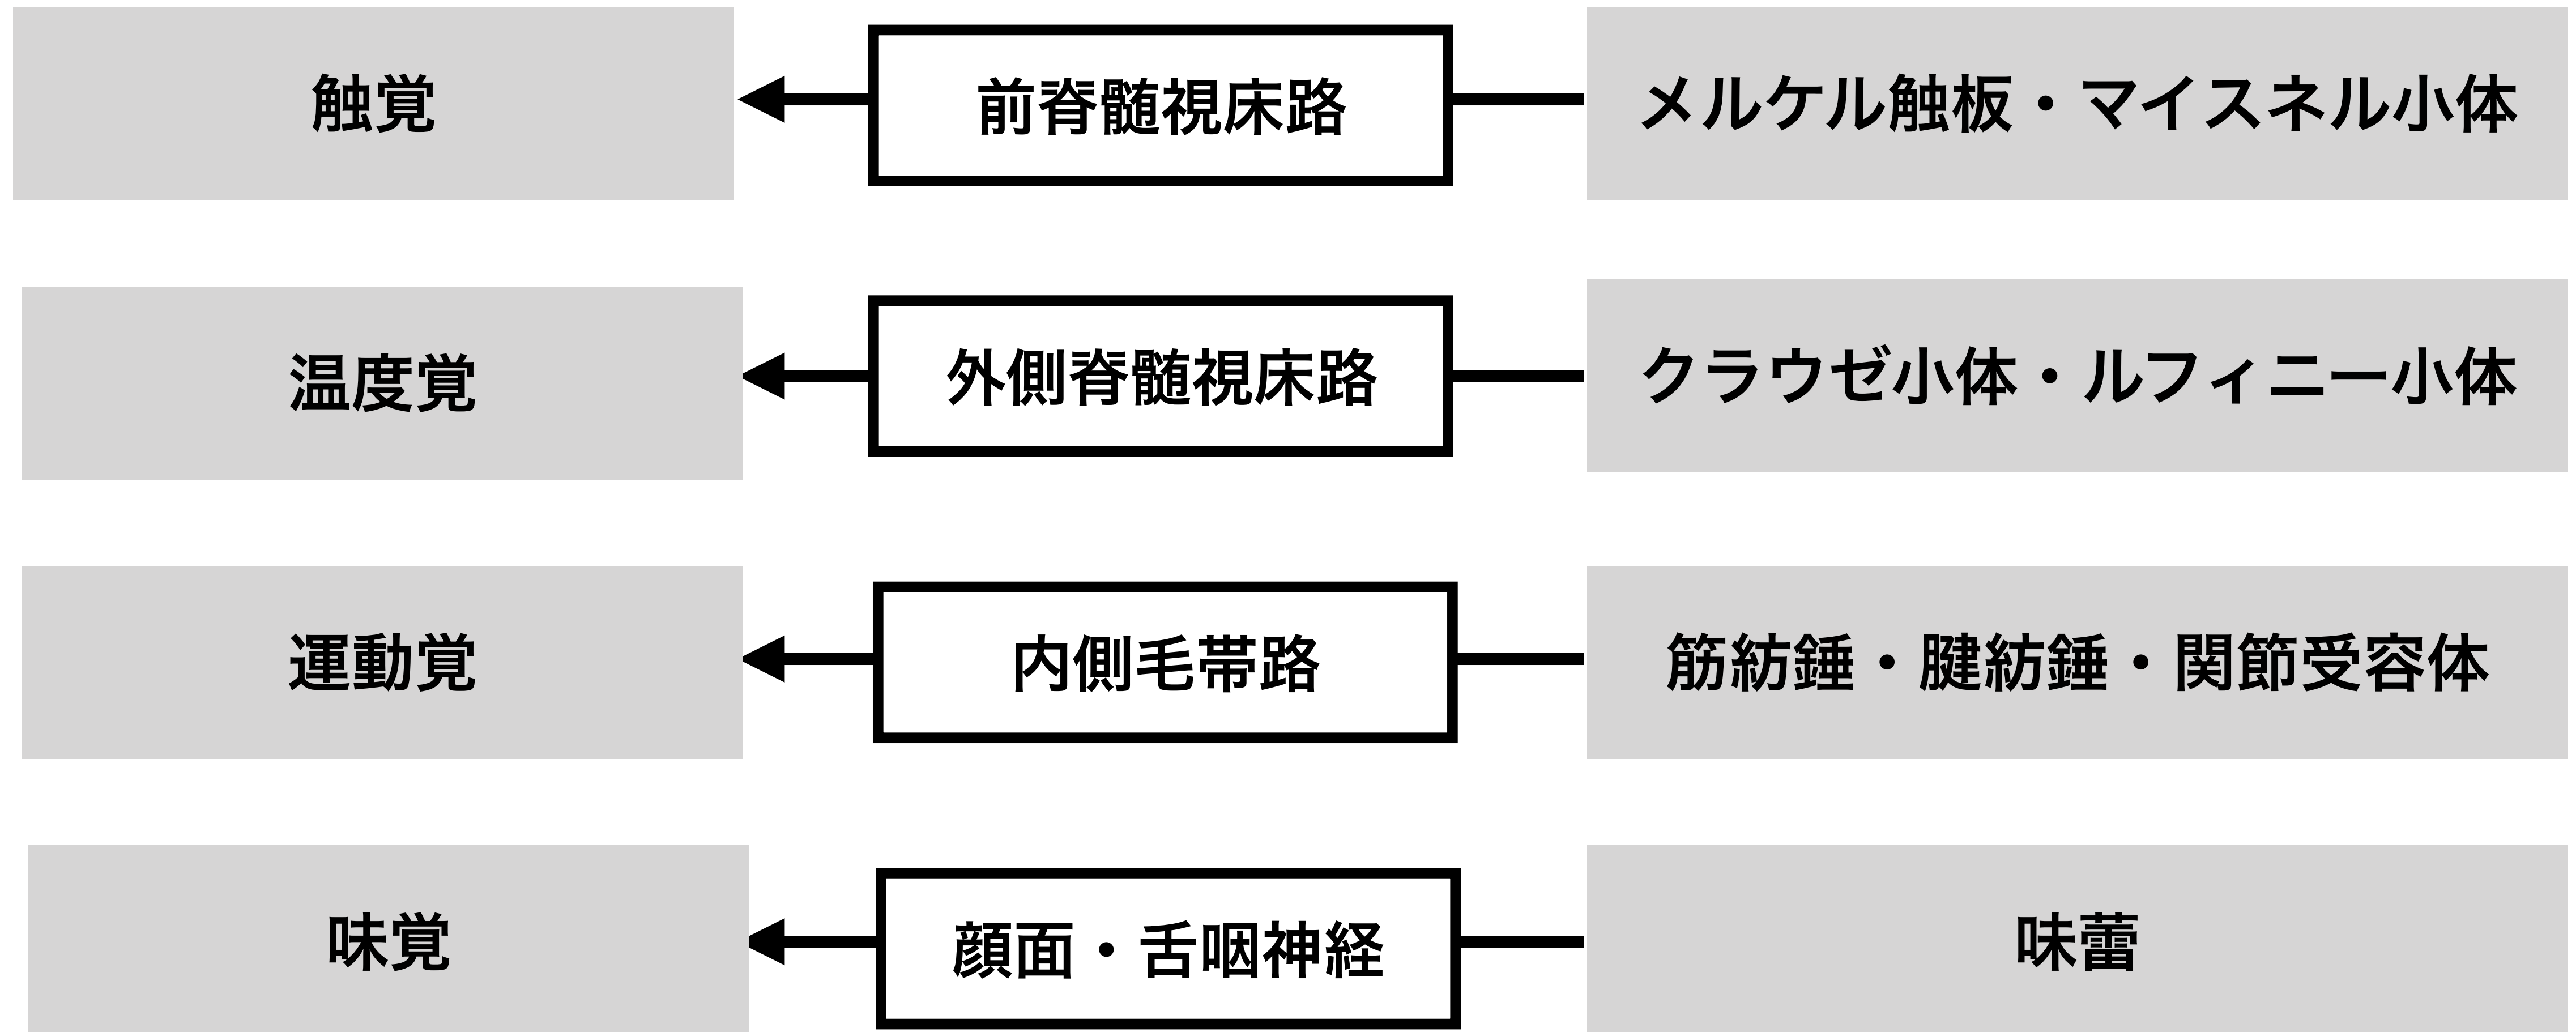 触覚
前脊髄視床路
メルケル触板・マイスネル小体
温度覚
外側脊髄視床路
クラウゼ小体・ルフィニー小体
運動覚
内側毛帯路
筋紡錘・腱紡錘・関節受容体
味覚
顔面・舌咽神経
味蕾